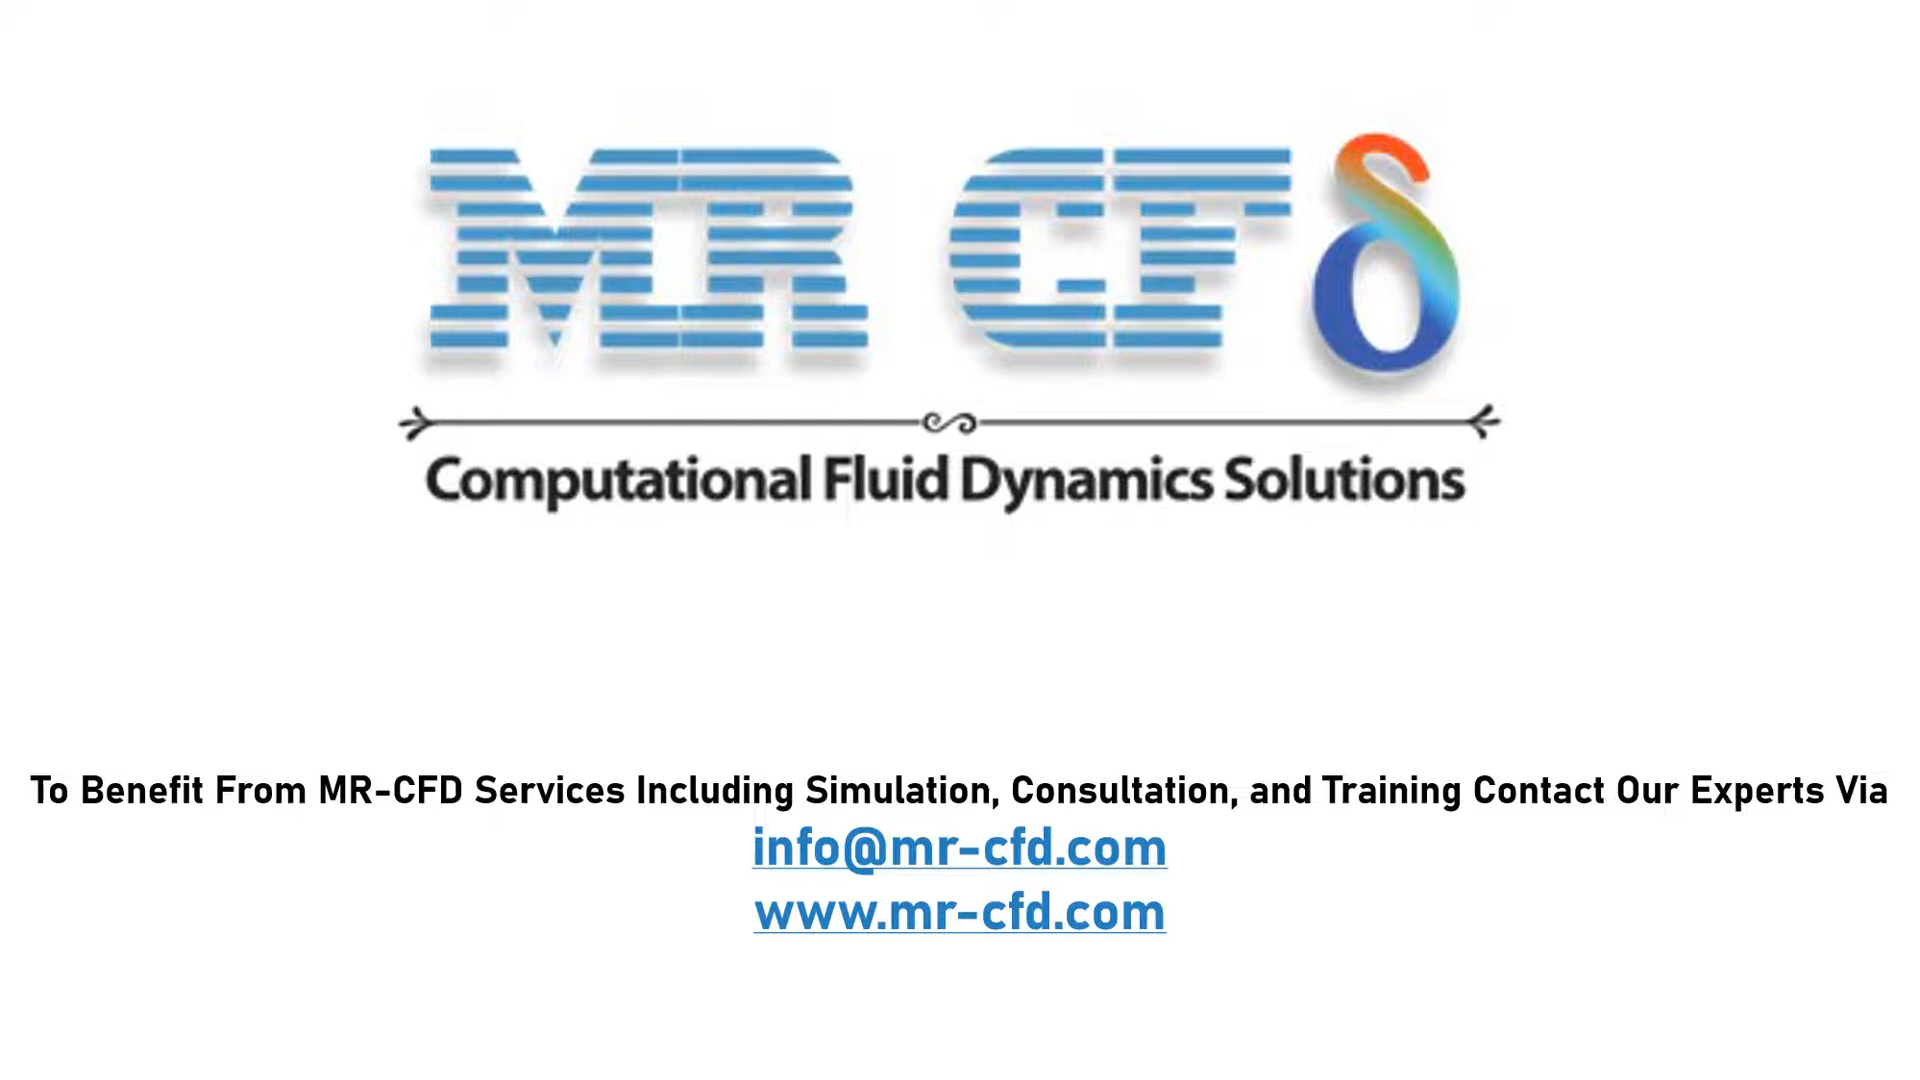 MR CFδ
Computational Fluid Dynamics Solutions
To Benefit From MR-CFD Services Including Simulation, Consultation, and Training Contact Our Experts Via
info@mr-cfd.com
www.mr-cfd.com